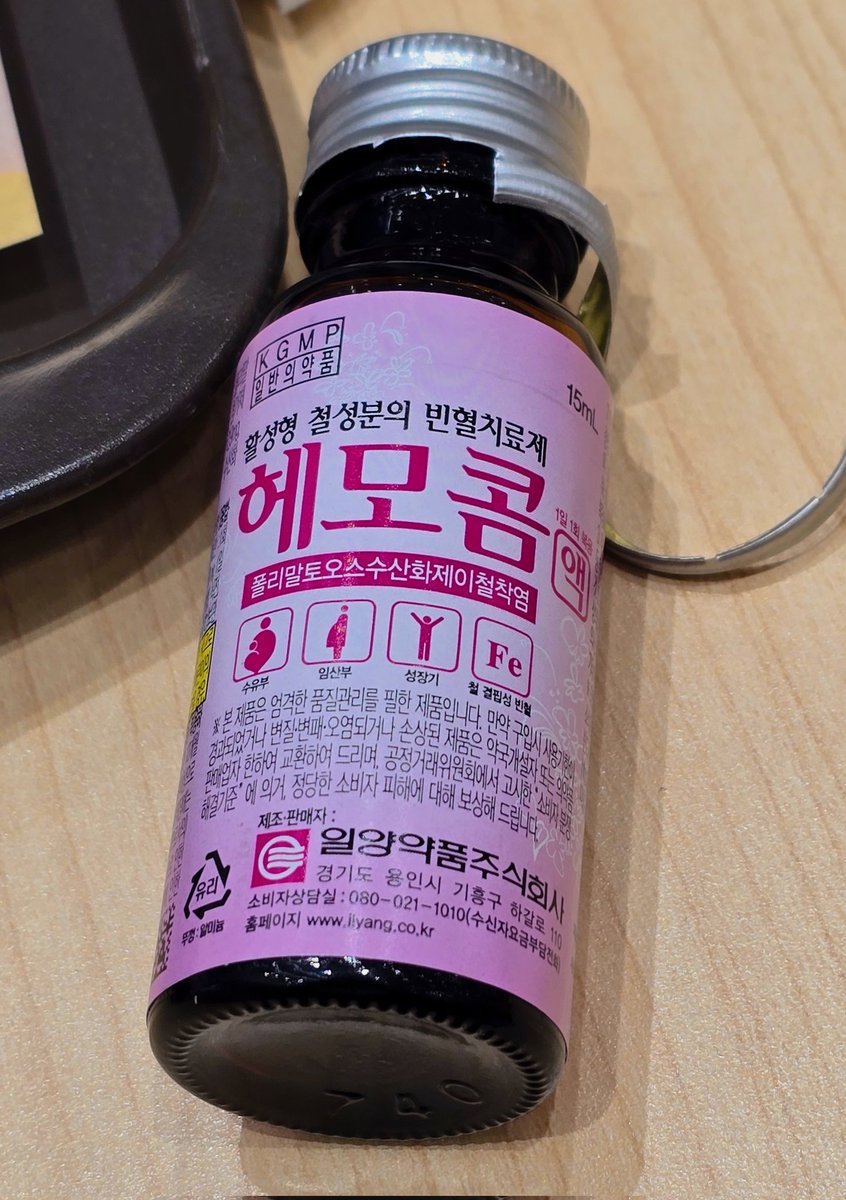 KGMP
일반의약품
15mL
활성형 철성분의 빈혈치료제
헤모콤
1일 1회 복용
액
폴리말토오스수산화제이철착염
Fe
수유부
임산부
성장기
철 결핍성 빈혈
※ 본 제품은 엄격한 품질관리를 필한 제품입니다. 만약 구입시 사용기한이
경과되었거나 변질·변패·오염되거나 손상된 제품은 약국개설자 또는 의약품
판매업자 한하여 교환하여 드리며, 공정거래위원회에서 고시한 "소비자 분쟁
해결기준" 에 의거, 정당한 소비자 피해에 대해 보상해 드립니다.
제조·판매자 :
일양약품주식회사
경기도 용인시 기흥구 하갈로 110
소비자상담실 : 080-021-1010(수신자요금부담전화)
홈페이지 www.ilyang.co.kr
유리
뚜껑 : 알미늄
740